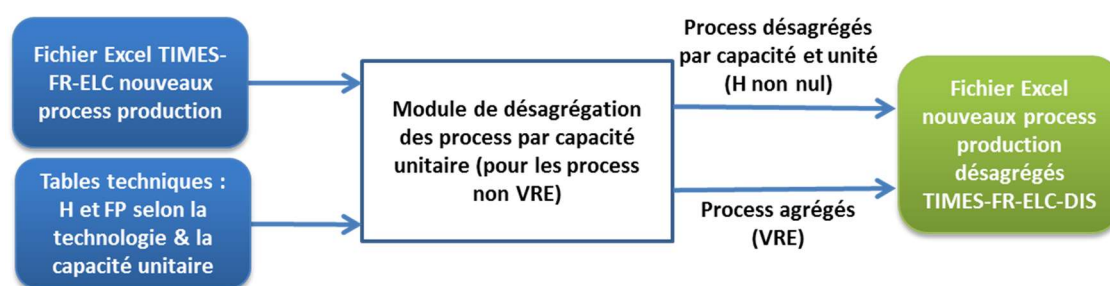 Fichier Excel TIMES-
FR-ELC nouveaux
process production
Tables techniques :
H et FP selon la
technologie & la
capacité unitaire
Module de désagrégation
des process par capacité
unitaire (pour les process
non VRE)
Process désagrégés
par capacité et unité
(H non nul)
Process agrégés
(VRE)
Fichier Excel
nouveaux process
production
désagrégés
TIMES-FR-ELC-DIS